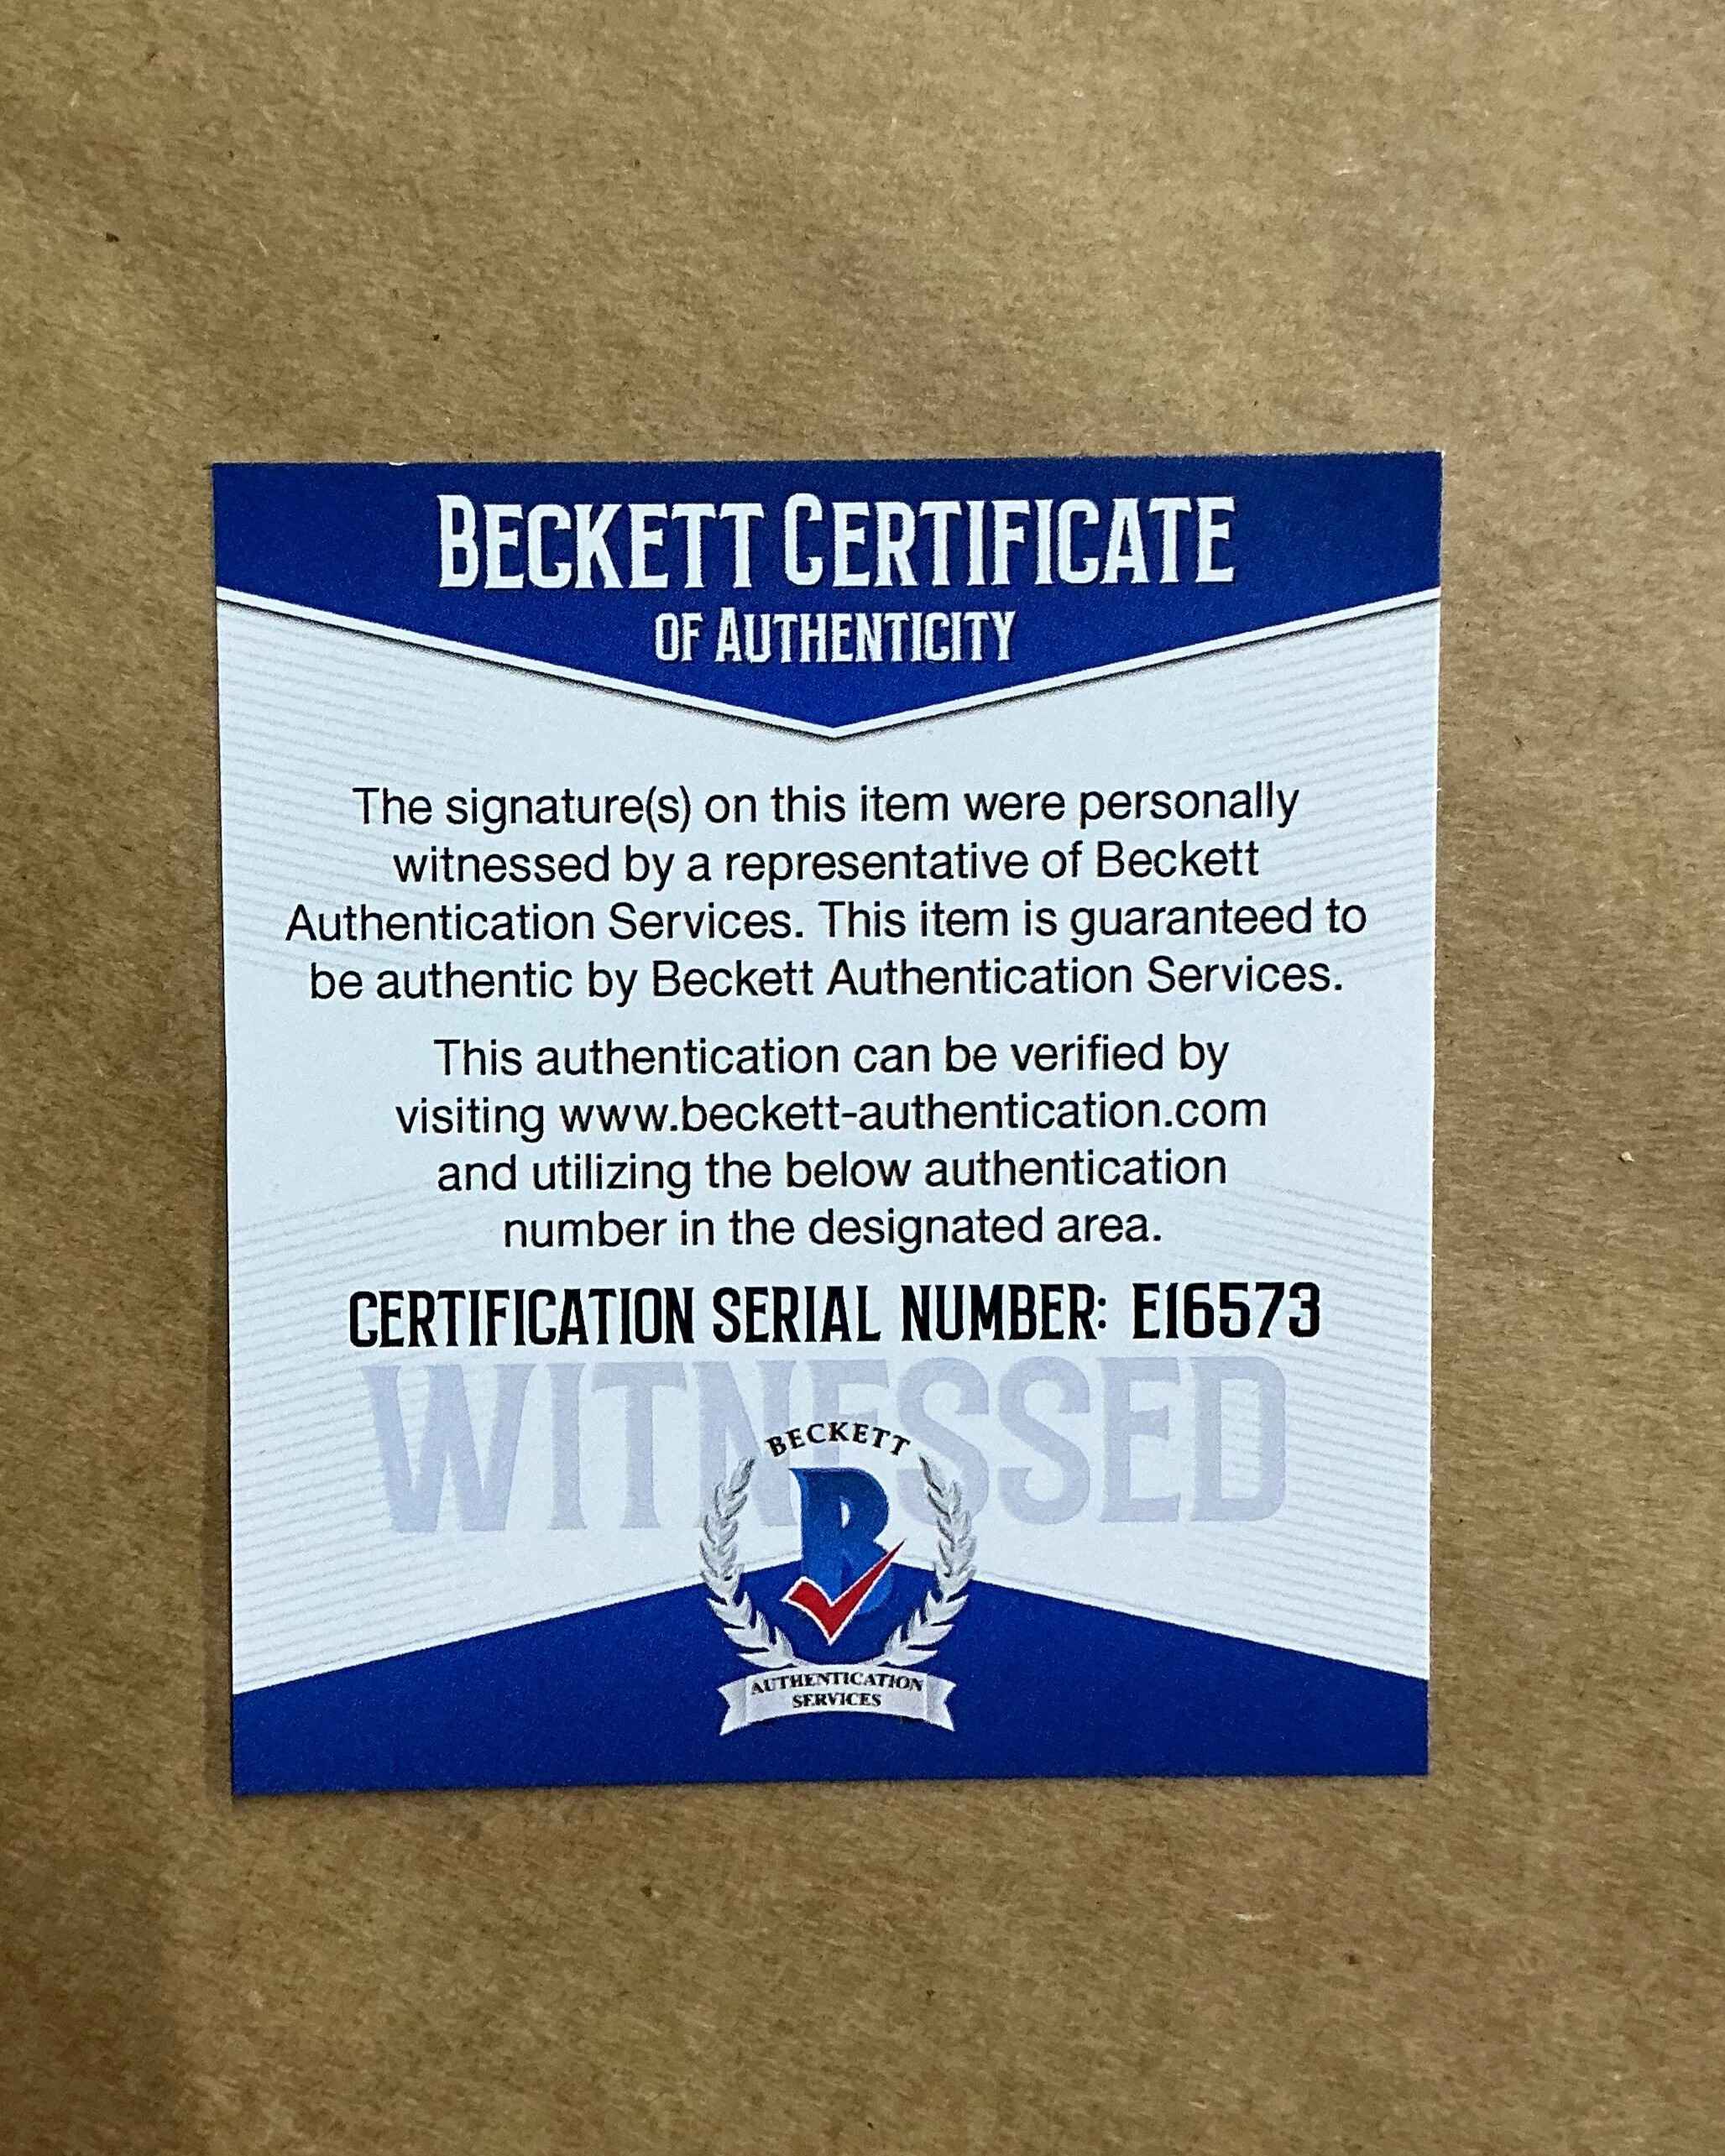 BECKETT CERTIFICATE
OF AUTHENTICITY
The signature(s) on this item were personally
witnessed by a representative of Beckett
Authentication Services. This item is guaranteed to
be authentic by Beckett Authentication Services.
This authentication can be verified by
visiting www.beckett-authentication.com
and utilizing the below authentication
number in the designated area.
CERTIFICATION SERIAL NUMBER: E16573
WITNESSED
BECKETT
B
AUTHENTICATION
SERVICES